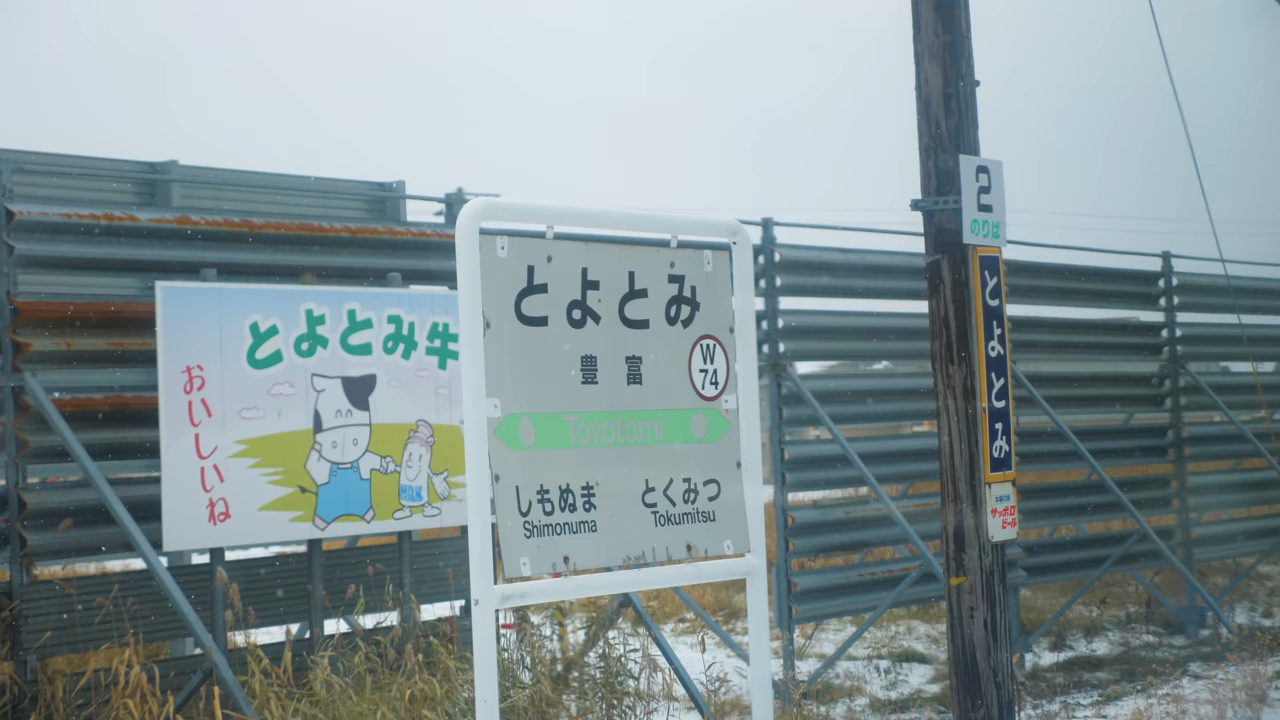 とよとみ牛
おいしいね
MILK
とよとみ
豊富
W
74
Toyotomi
しもぬま
Shimonuma
とくみつ
Tokumitsu
2
のりば
とよとみ
サッポロ
ビール